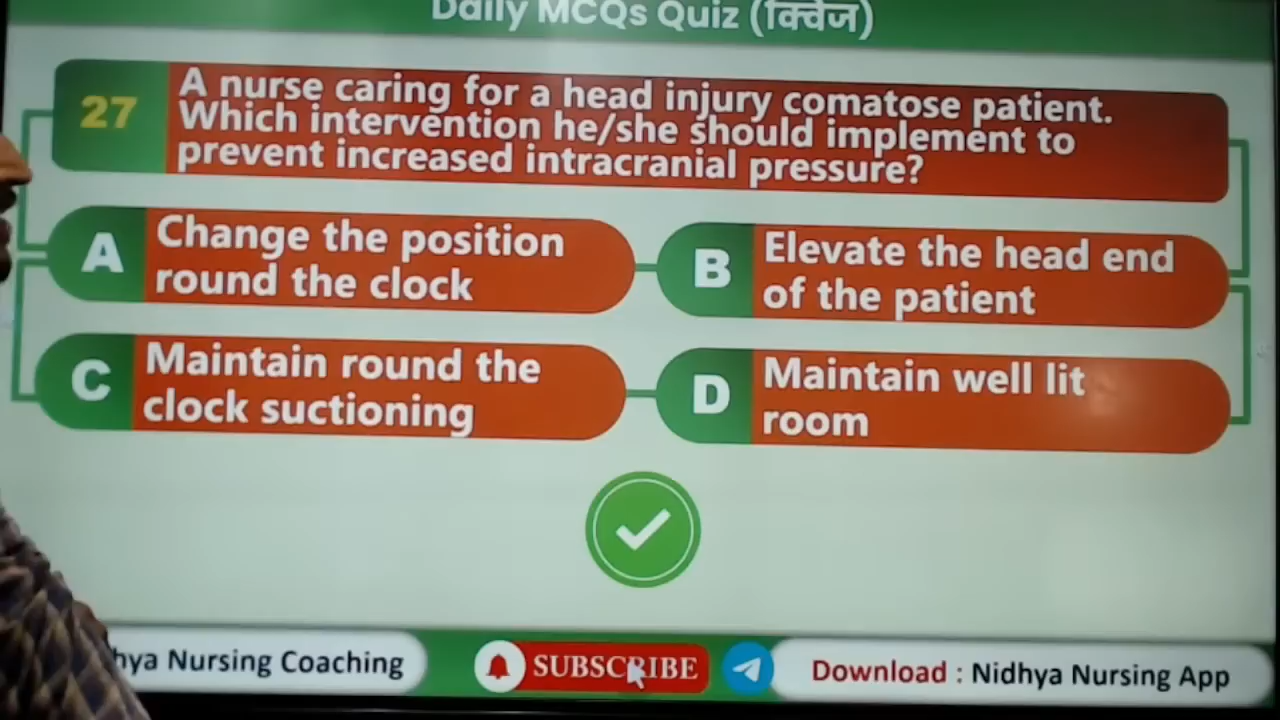 Daily MCQs Quiz (क्विज)
27
A nurse caring for a head injury comatose patient.
Which intervention he/she should implement to
prevent increased intracranial pressure?
A
Change the position
round the clock
B
Elevate the head end
of the patient
C
Maintain round the
clock suctioning
D
Maintain well lit
room
hya Nursing Coaching
SUBSCRIBE
Download : Nidhya Nursing App